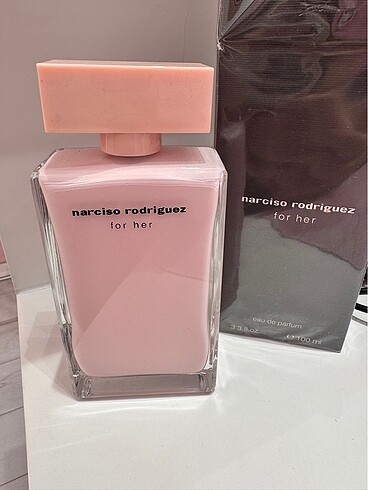 narciso rodriguez
for her
narciso rodriguez
for her
eau de parfum
3.3 fl oz ℮ 100 ml